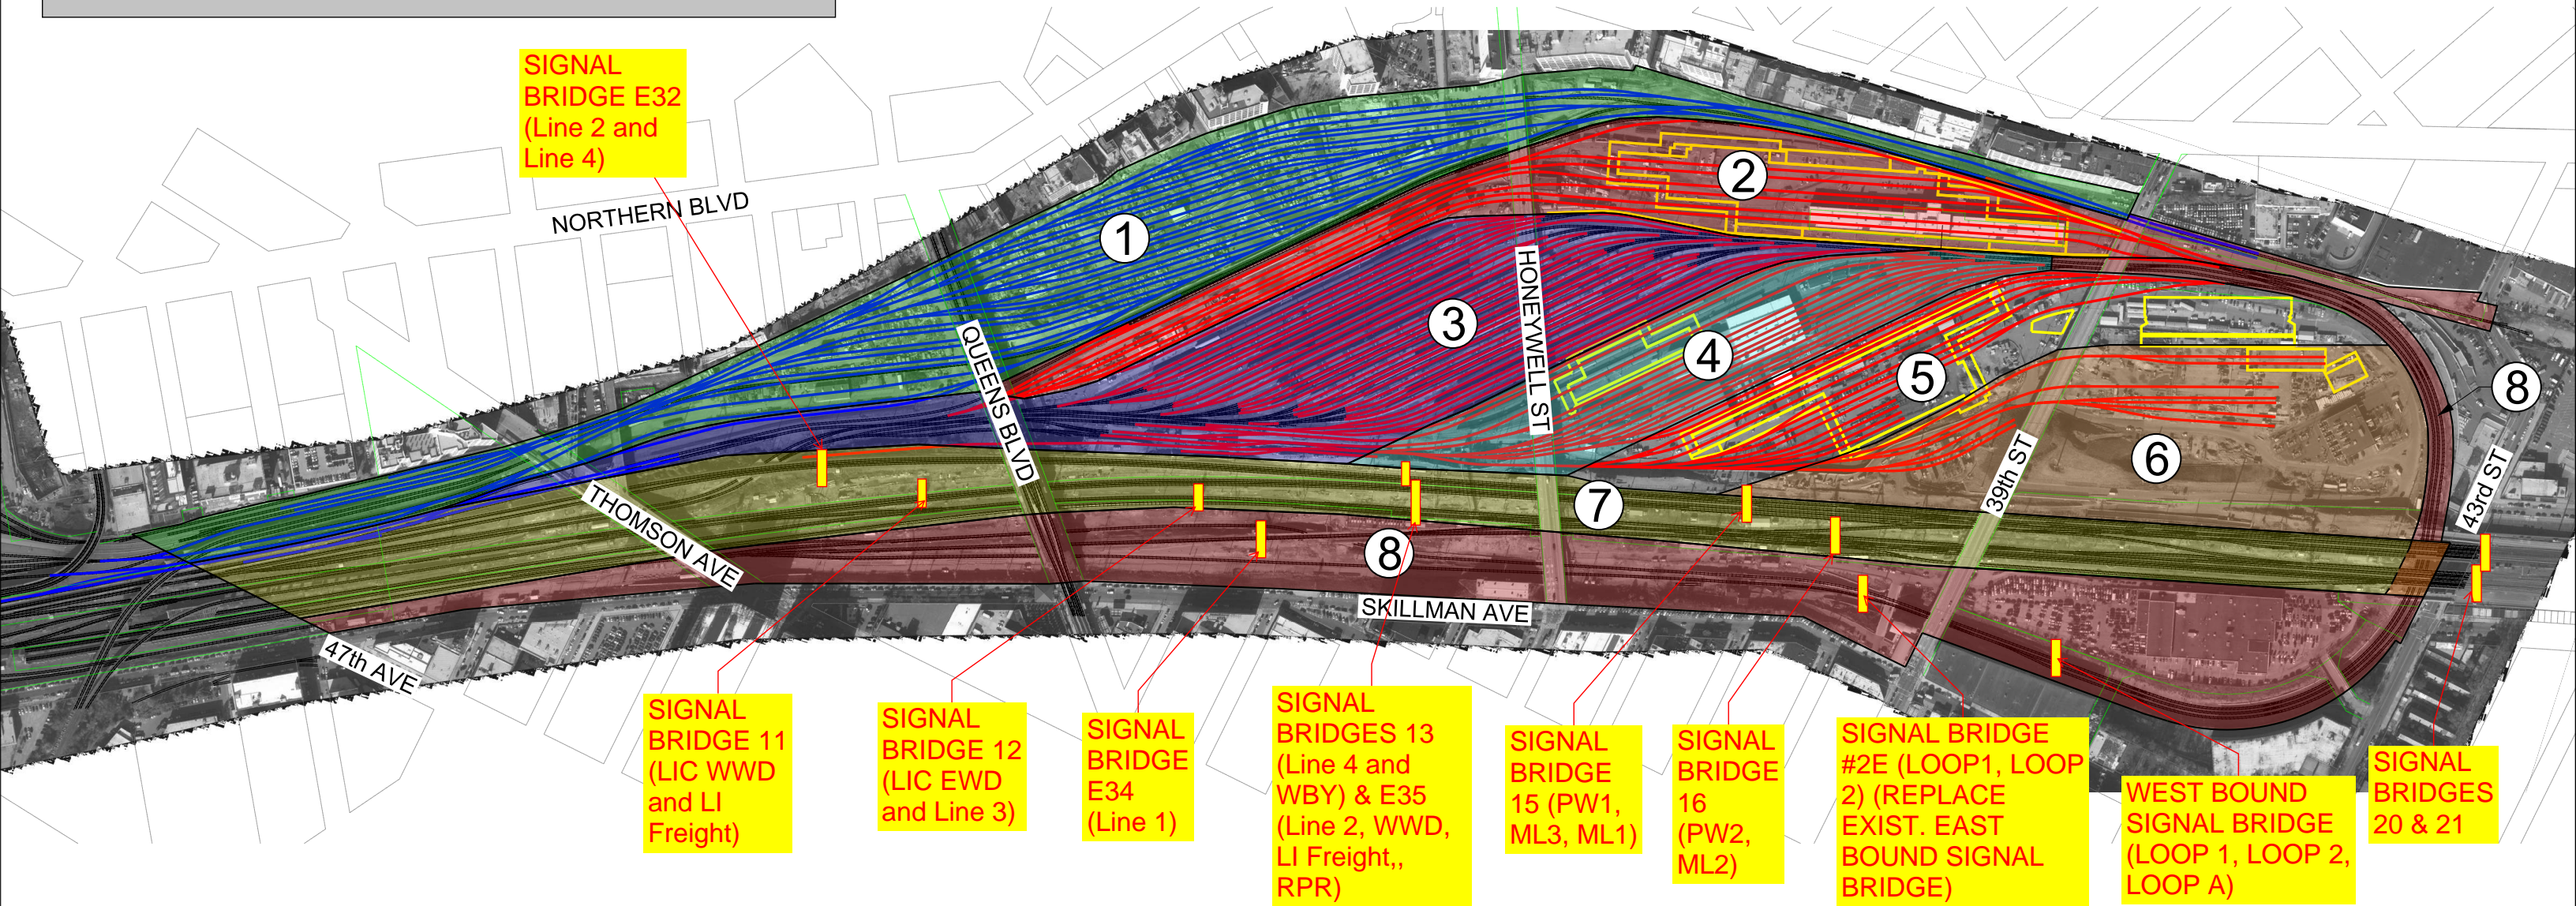 SIGNAL
BRIDGE E32
(Line 2 and
Line 4)
NORTHERN BLVD
1
2
3
4
5
6
7
8
8
QUEENS BLVD
HONEYWELL ST
THOMSON AVE
39th ST
43rd ST
SKILLMAN AVE
47th AVE
SIGNAL
BRIDGE 11
(LIC WWD
and LI
Freight)
SIGNAL
BRIDGE 12
(LIC EWD
and Line 3)
SIGNAL
BRIDGE
E34
(Line 1)
SIGNAL
BRIDGES 13
(Line 4 and
WBY) & E35
(Line 2, WWD,
LI Freight,,
RPR)
SIGNAL
BRIDGE
15 (PW1,
ML3, ML1)
SIGNAL
BRIDGE
16
(PW2,
ML2)
SIGNAL BRIDGE
#2E (LOOP1, LOOP
2) (REPLACE
EXIST. EAST
BOUND SIGNAL
BRIDGE)
WEST BOUND
SIGNAL BRIDGE
(LOOP 1, LOOP 2,
LOOP A)
SIGNAL
BRIDGES
20 & 21